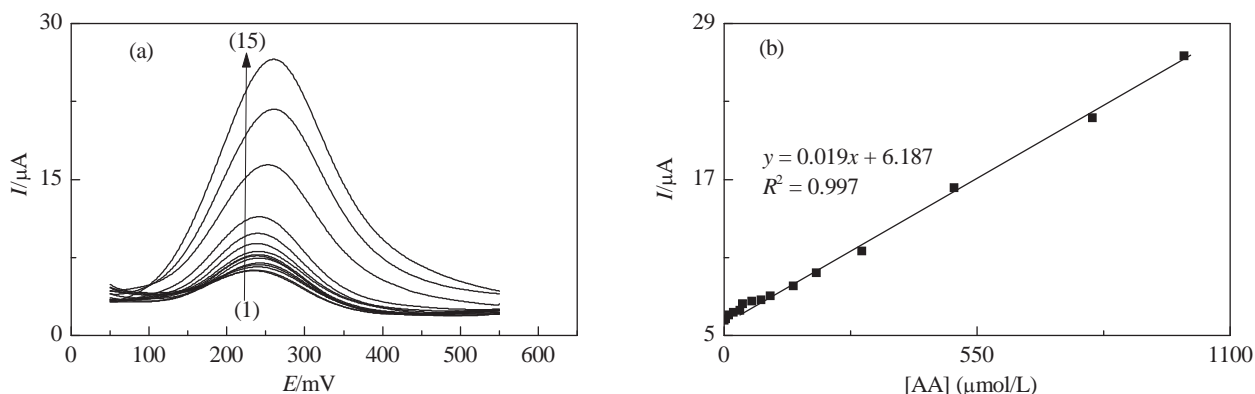 30
(a)
(15)
15
I/μA
(1)
0
0 100 200 300 400 500 600
E/mV
29
(b)
y = 0.019x + 6.187
R² = 0.997
17
I/μA
5
0 550 1100
[AA] (μmol/L)